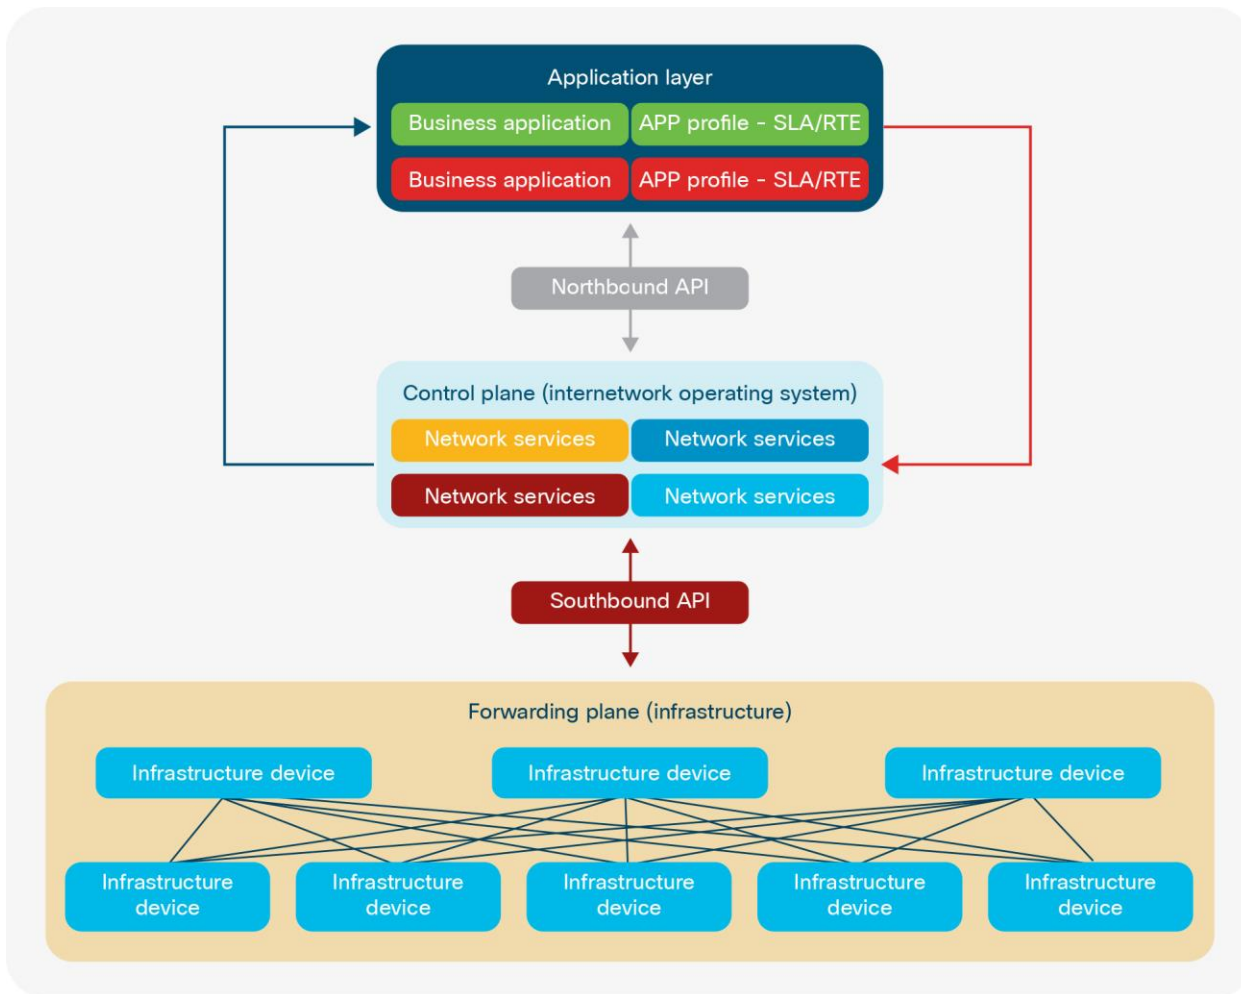 Application layer
Business application
APP profile - SLA/RTE
Business application
APP profile - SLA/RTE
Northbound API
Control plane (internetwork operating system)
Network services
Network services
Network services
Network services
Southbound API
Forwarding plane (infrastructure)
Infrastructure device
Infrastructure device
Infrastructure device
Infrastructure
device
Infrastructure
device
Infrastructure
device
Infrastructure
device
Infrastructure
device